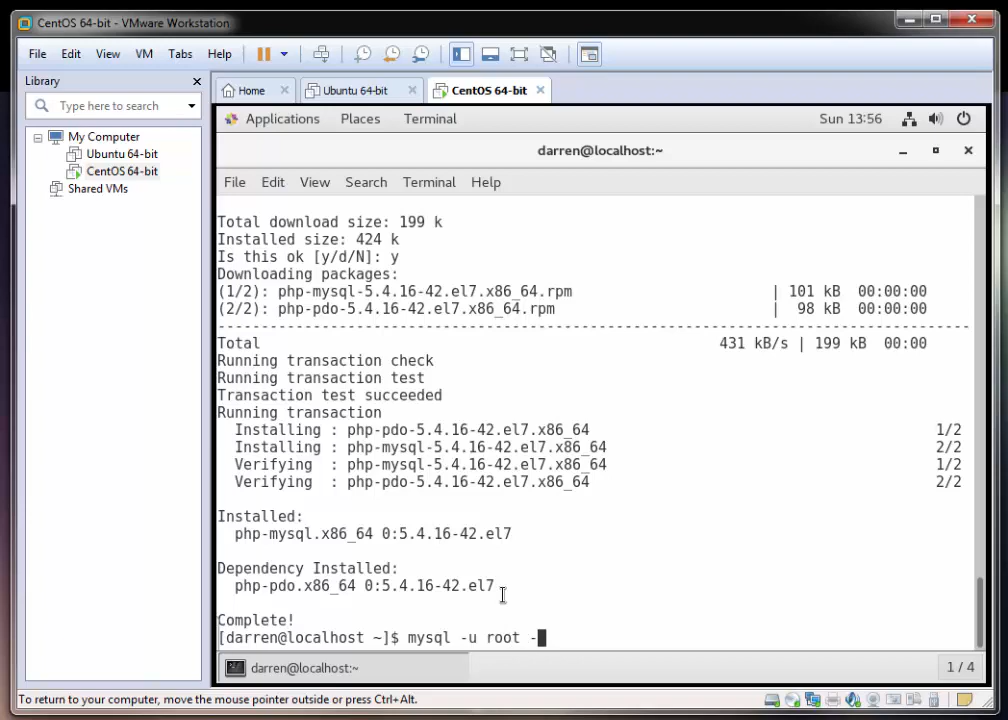 CentOS 64-bit - VMware Workstation
File Edit View VM Tabs Help
Library
Type here to search
My Computer
Ubuntu 64-bit
CentOS 64-bit
Shared VMs
Home Ubuntu 64-bit CentOS 64-bit
Applications Places Terminal Sun 13:56
darren@localhost:~
File Edit View Search Terminal Help
Total download size: 199 k
Installed size: 424 k
Is this ok [y/d/N]: y
Downloading packages:
(1/2): php-mysql-5.4.16-42.el7.x86_64.rpm | 101 kB 00:00:00
(2/2): php-pdo-5.4.16-42.el7.x86_64.rpm | 98 kB 00:00:00
--------------------------------------------------------------------------------
Total 431 kB/s | 199 kB 00:00
Running transaction check
Running transaction test
Transaction test succeeded
Running transaction
Installing : php-pdo-5.4.16-42.el7.x86_64 1/2
Installing : php-mysql-5.4.16-42.el7.x86_64 2/2
Verifying : php-mysql-5.4.16-42.el7.x86_64 1/2
Verifying : php-pdo-5.4.16-42.el7.x86_64 2/2
Installed:
php-mysql.x86_64 0:5.4.16-42.el7
Dependency Installed:
php-pdo.x86_64 0:5.4.16-42.el7
Complete!
[darren@localhost ~]$ mysql -u root -
darren@localhost:~ 1 / 4
To return to your computer, move the mouse pointer outside or press Ctrl+Alt.